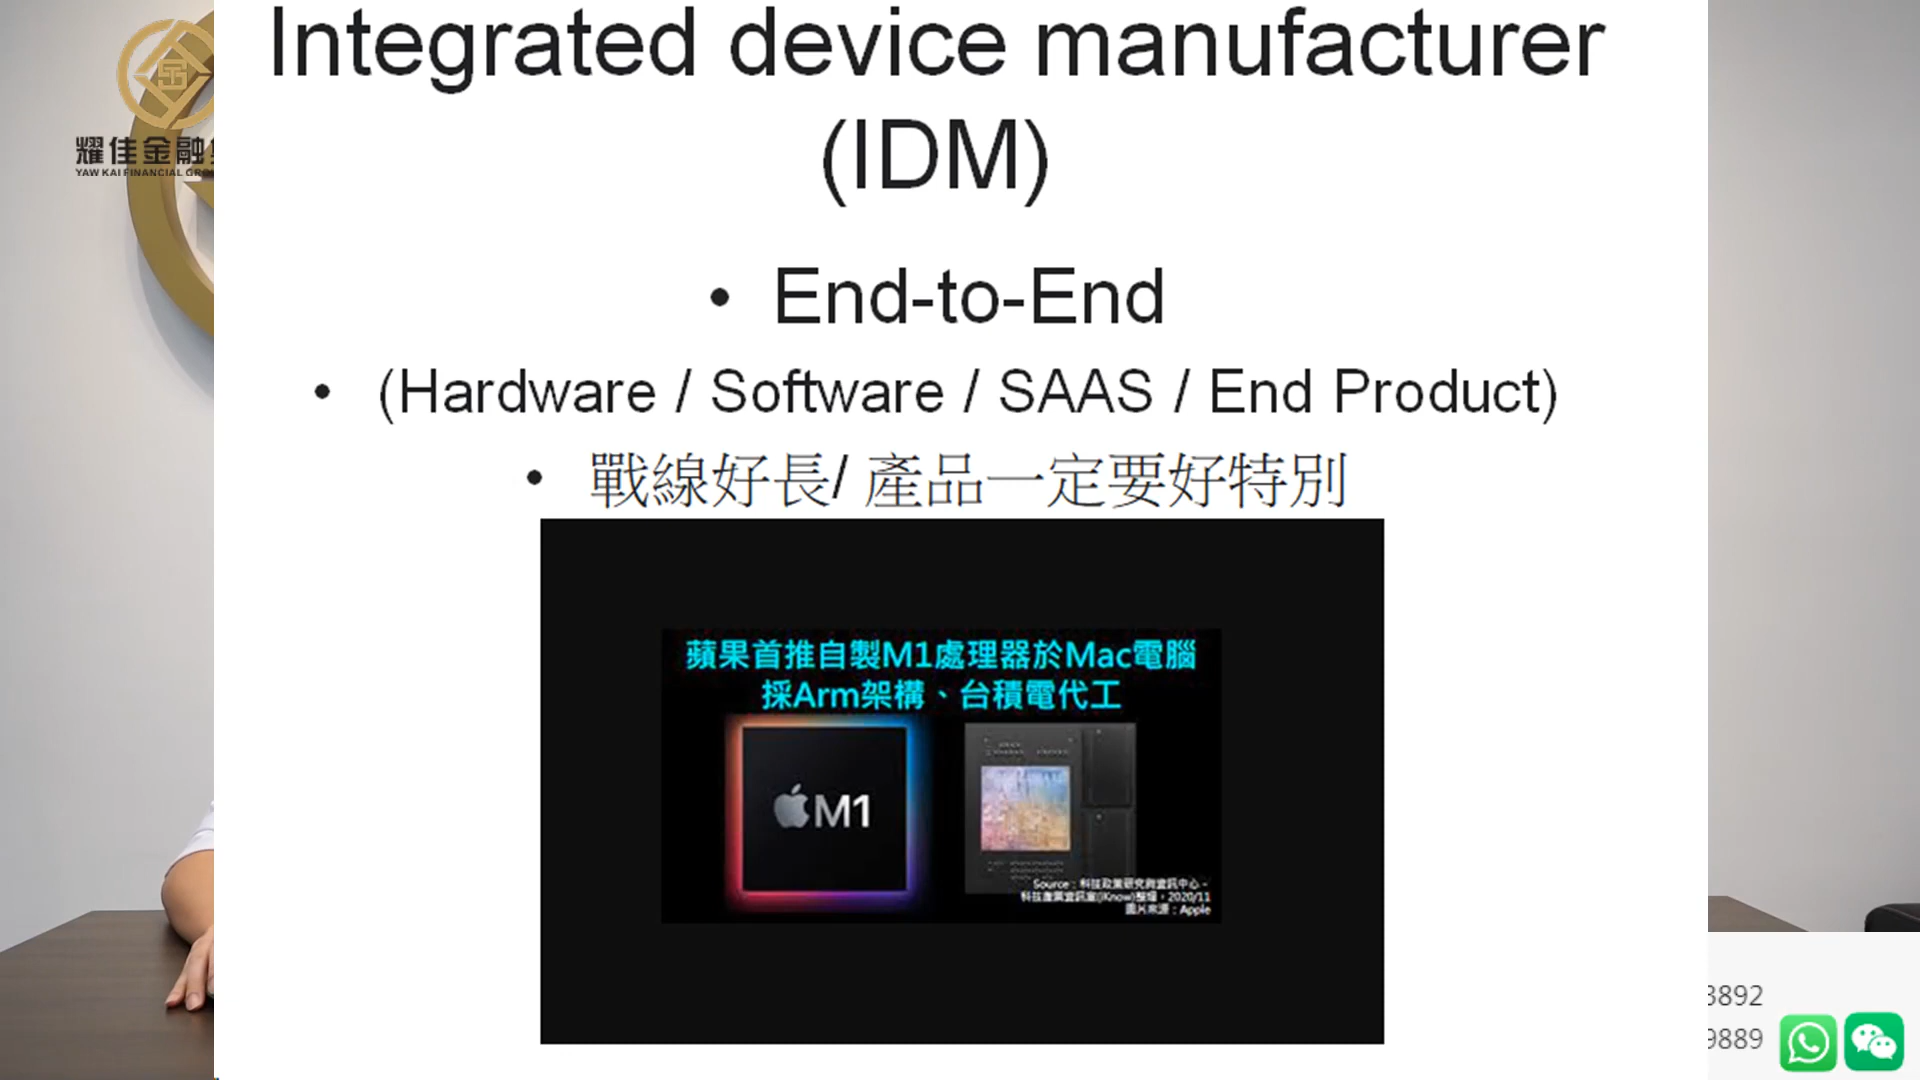 Integrated device manufacturer
(IDM)
耀佳金融
YAW KAI FINANCIAL GRO
• End-to-End
• (Hardware / Software / SAAS / End Product)
• 戰線好長/ 產品一定要好特別
蘋果首推自製M1處理器於Mac電腦
採Arm架構、台積電代工
M1
Source：科技政策研究與資訊中心－
科技產業資訊室(iKnow)整理，2020/11
圖片來源：Apple
3892
9889